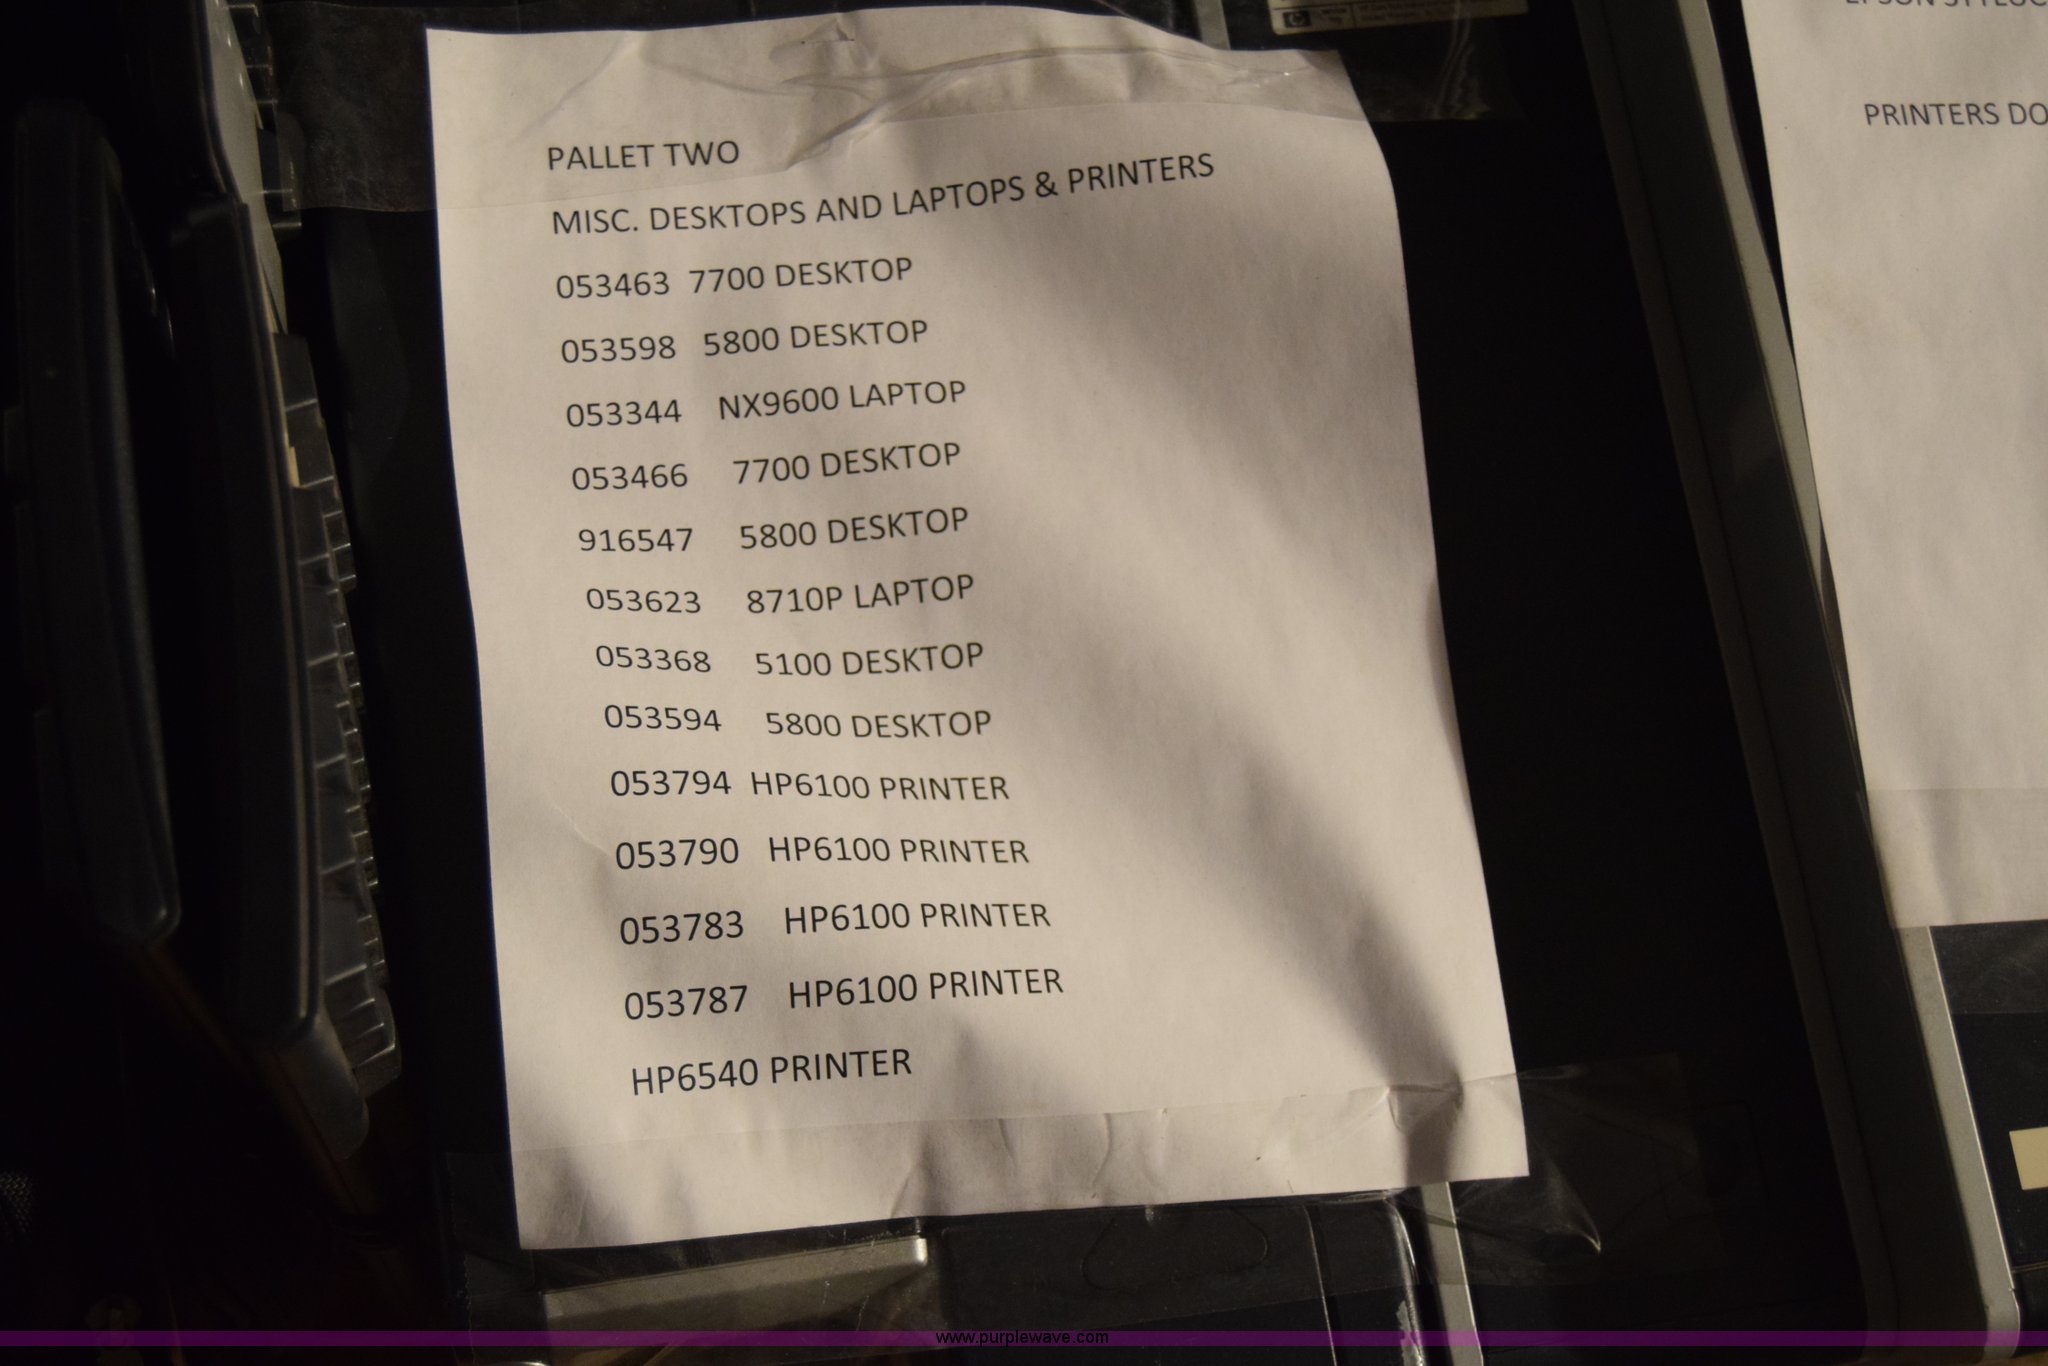 PALLET TWO
MISC. DESKTOPS AND LAPTOPS & PRINTERS
053463 7700 DESKTOP
053598 5800 DESKTOP
053344 NX9600 LAPTOP
053466 7700 DESKTOP
916547 5800 DESKTOP
053623 8710P LAPTOP
053368 5100 DESKTOP
053594 5800 DESKTOP
053794 HP6100 PRINTER
053790 HP6100 PRINTER
053783 HP6100 PRINTER
053787 HP6100 PRINTER
HP6540 PRINTER
PRINTERS DO
www.purplewave.com